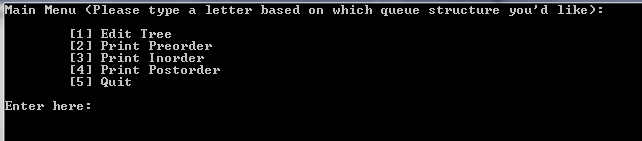 Main Menu (Please type a letter based on which queue structure you'd like):
[1] Edit Tree
[2] Print Preorder
[3] Print Inorder
[4] Print Postorder
[5] Quit
Enter here: